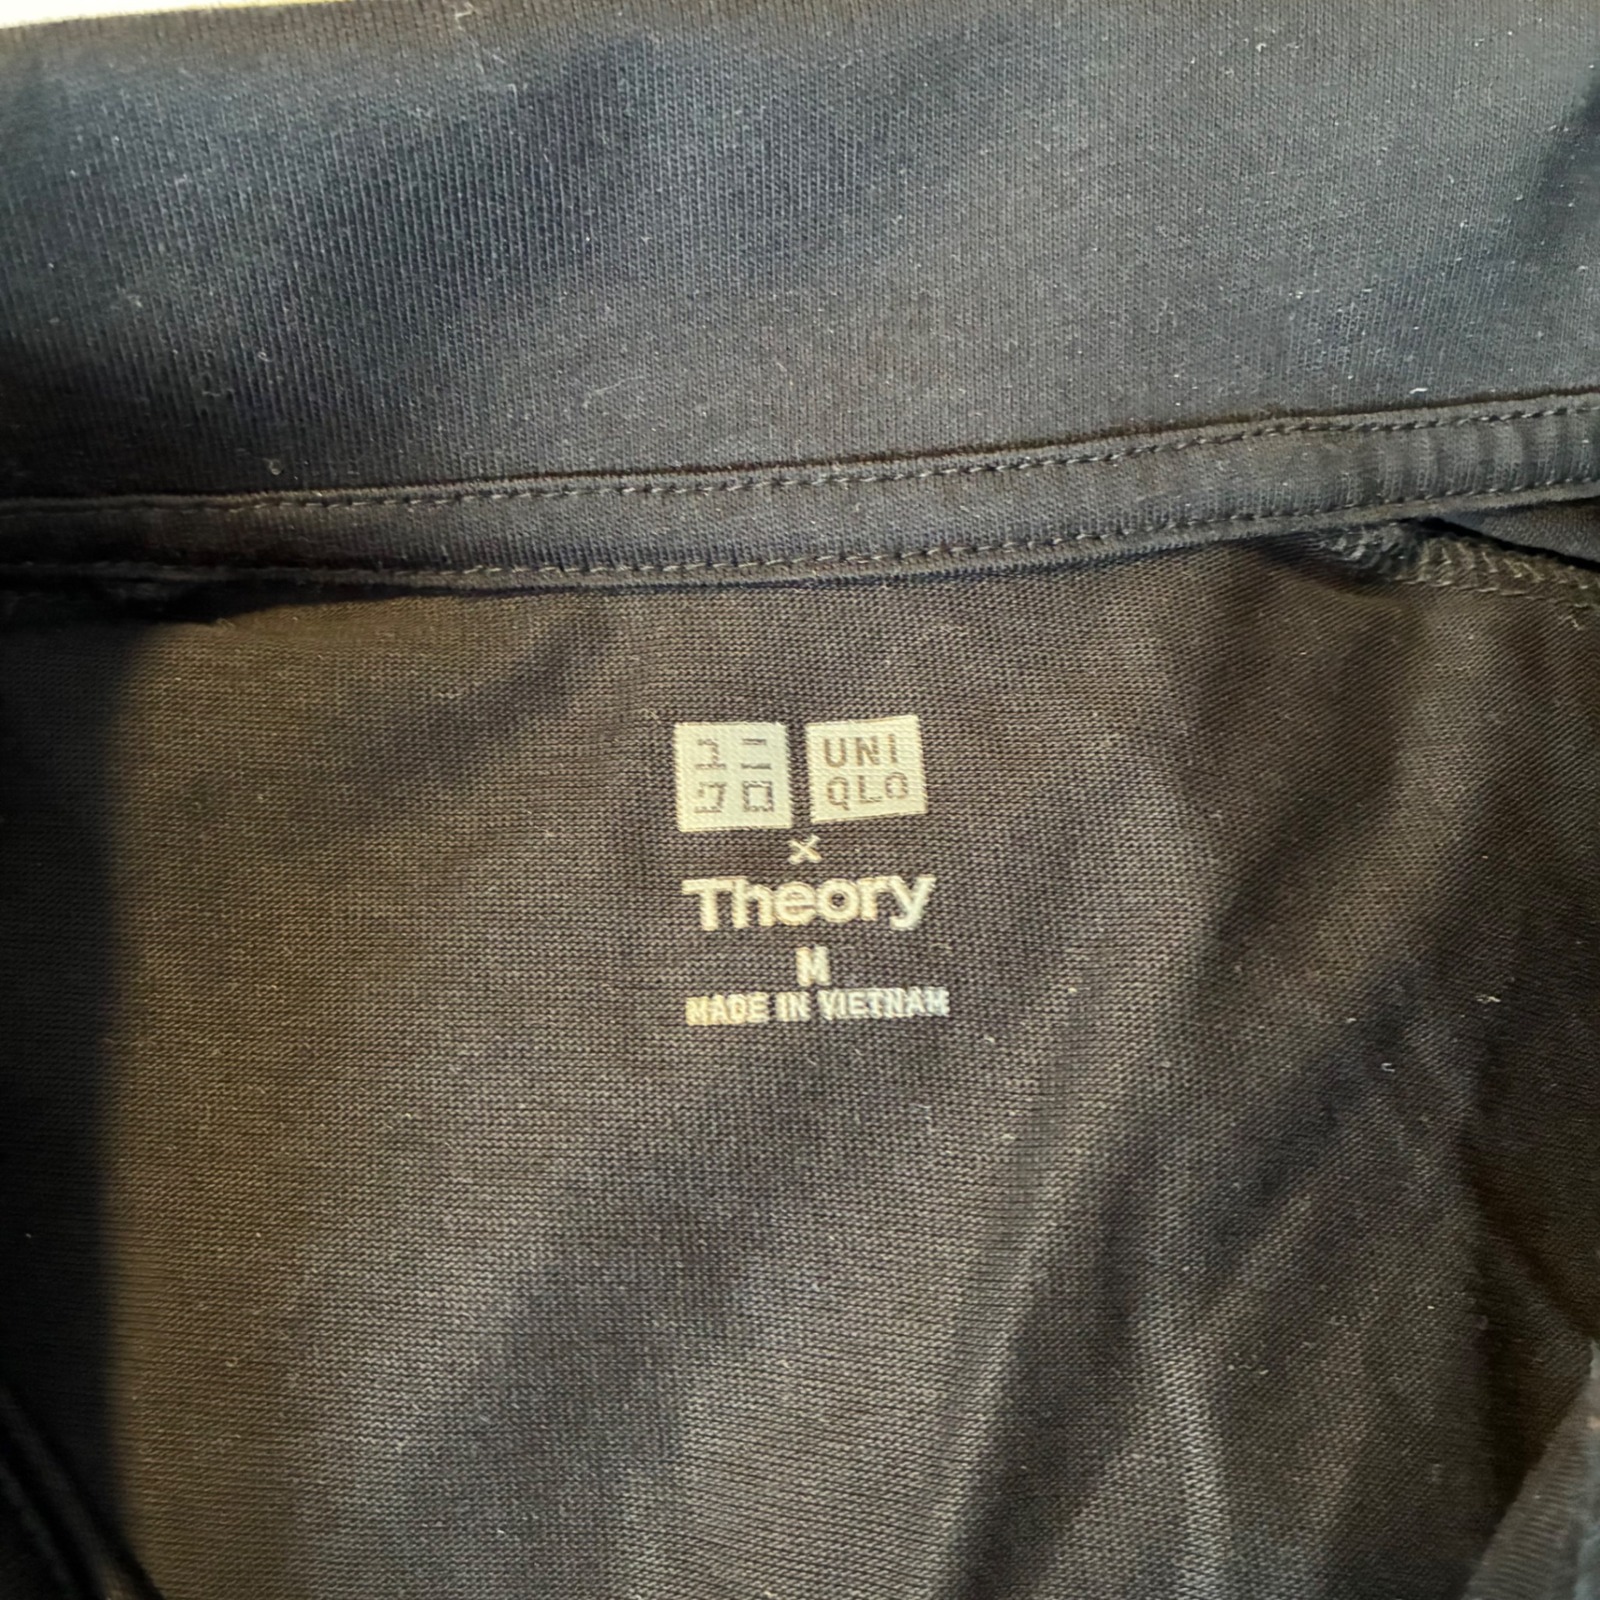 ユニ UNI
クロ QLO
×
Theory
M
MADE IN VIETNAM